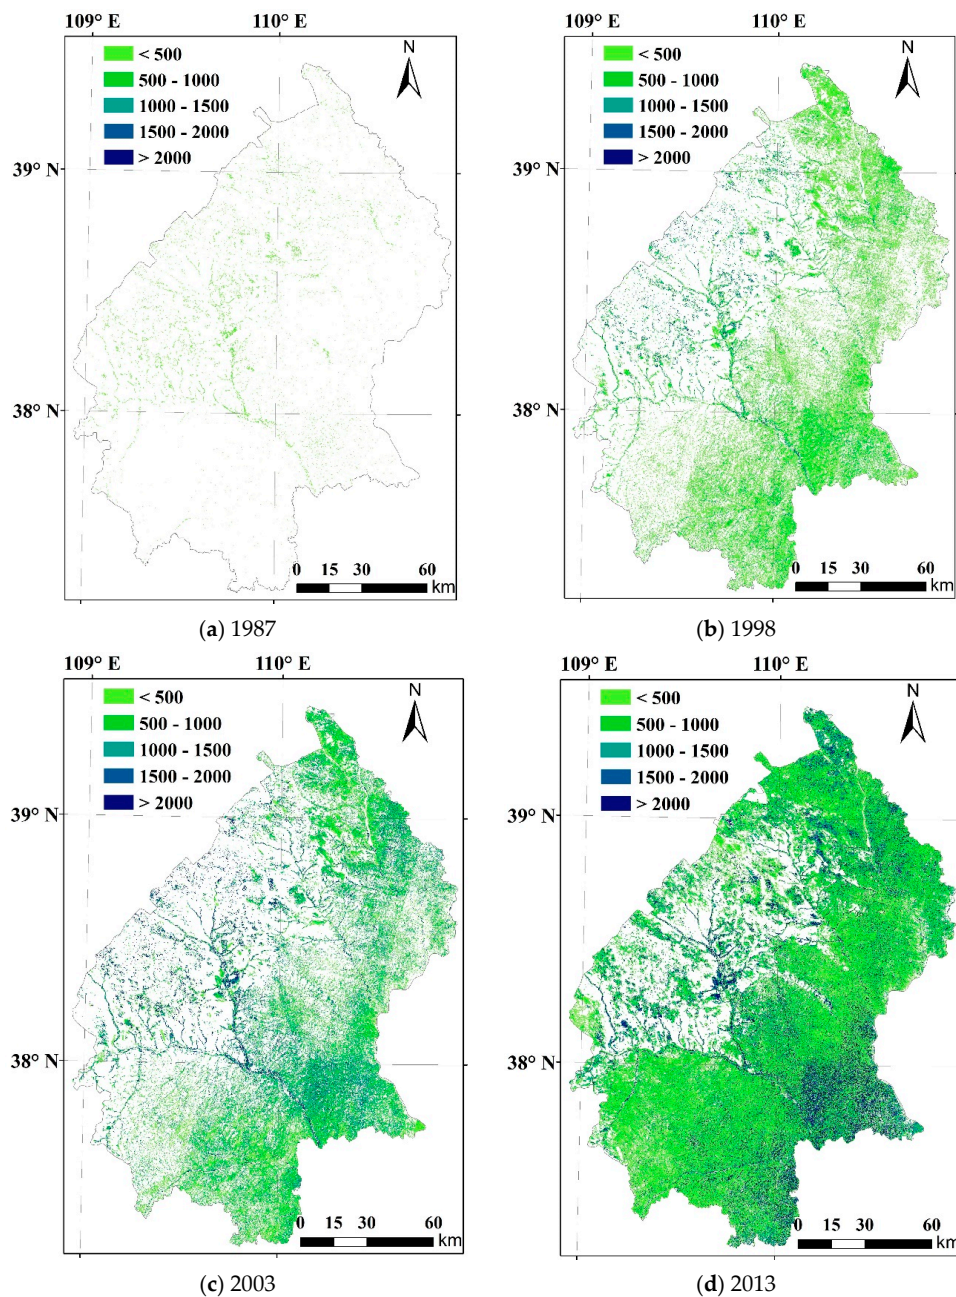 109° E 110° E
N
< 500
500 - 1000
1000 - 1500
1500 - 2000
> 2000
39° N
38° N
0 15 30 60
km
(a) 1987
109° E 110° E
N
< 500
500 - 1000
1000 - 1500
1500 - 2000
> 2000
39° N
38° N
0 15 30 60
km
(b) 1998
109° E 110° E
N
< 500
500 - 1000
1000 - 1500
1500 - 2000
> 2000
39° N
38° N
0 15 30 60
km
(c) 2003
109° E 110° E
N
< 500
500 - 1000
1000 - 1500
1500 - 2000
> 2000
39° N
38° N
0 15 30 60
km
(d) 2013